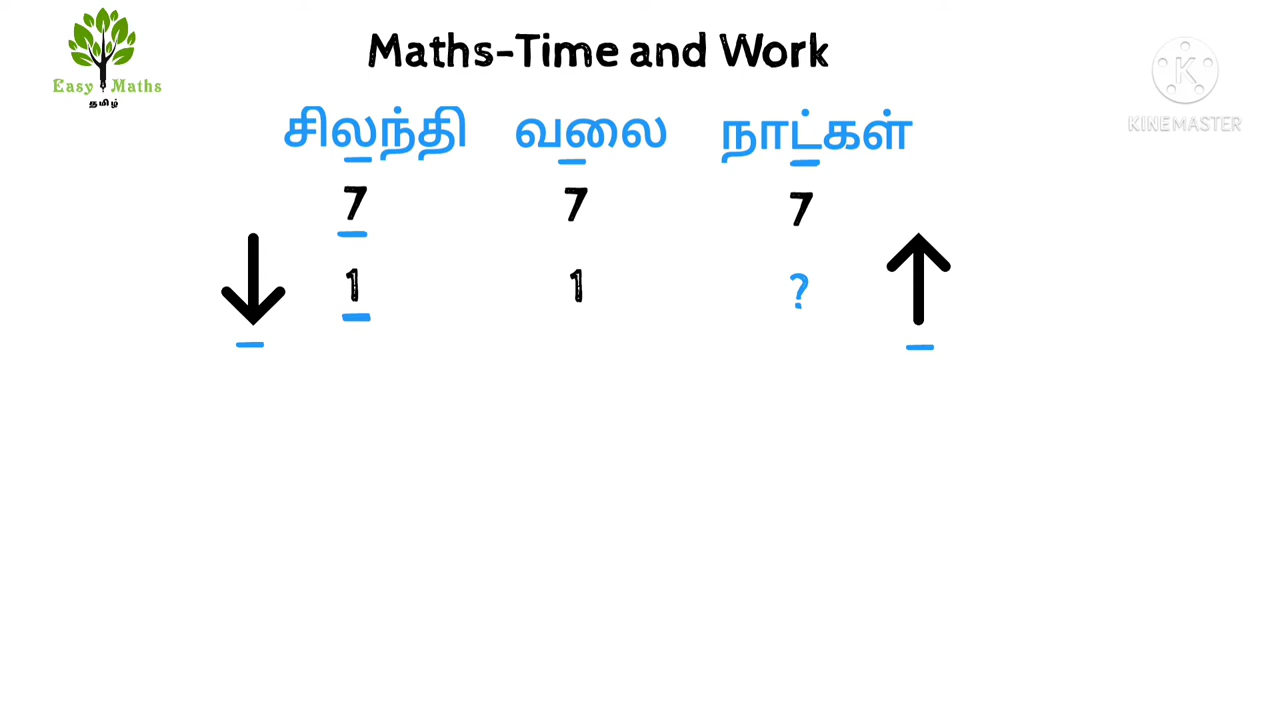 Maths-Time and Work
Easy Maths
தமிழ்
KINEMASTER
சிலந்தி வலை நாட்கள்
7 7 7
1 1 ?